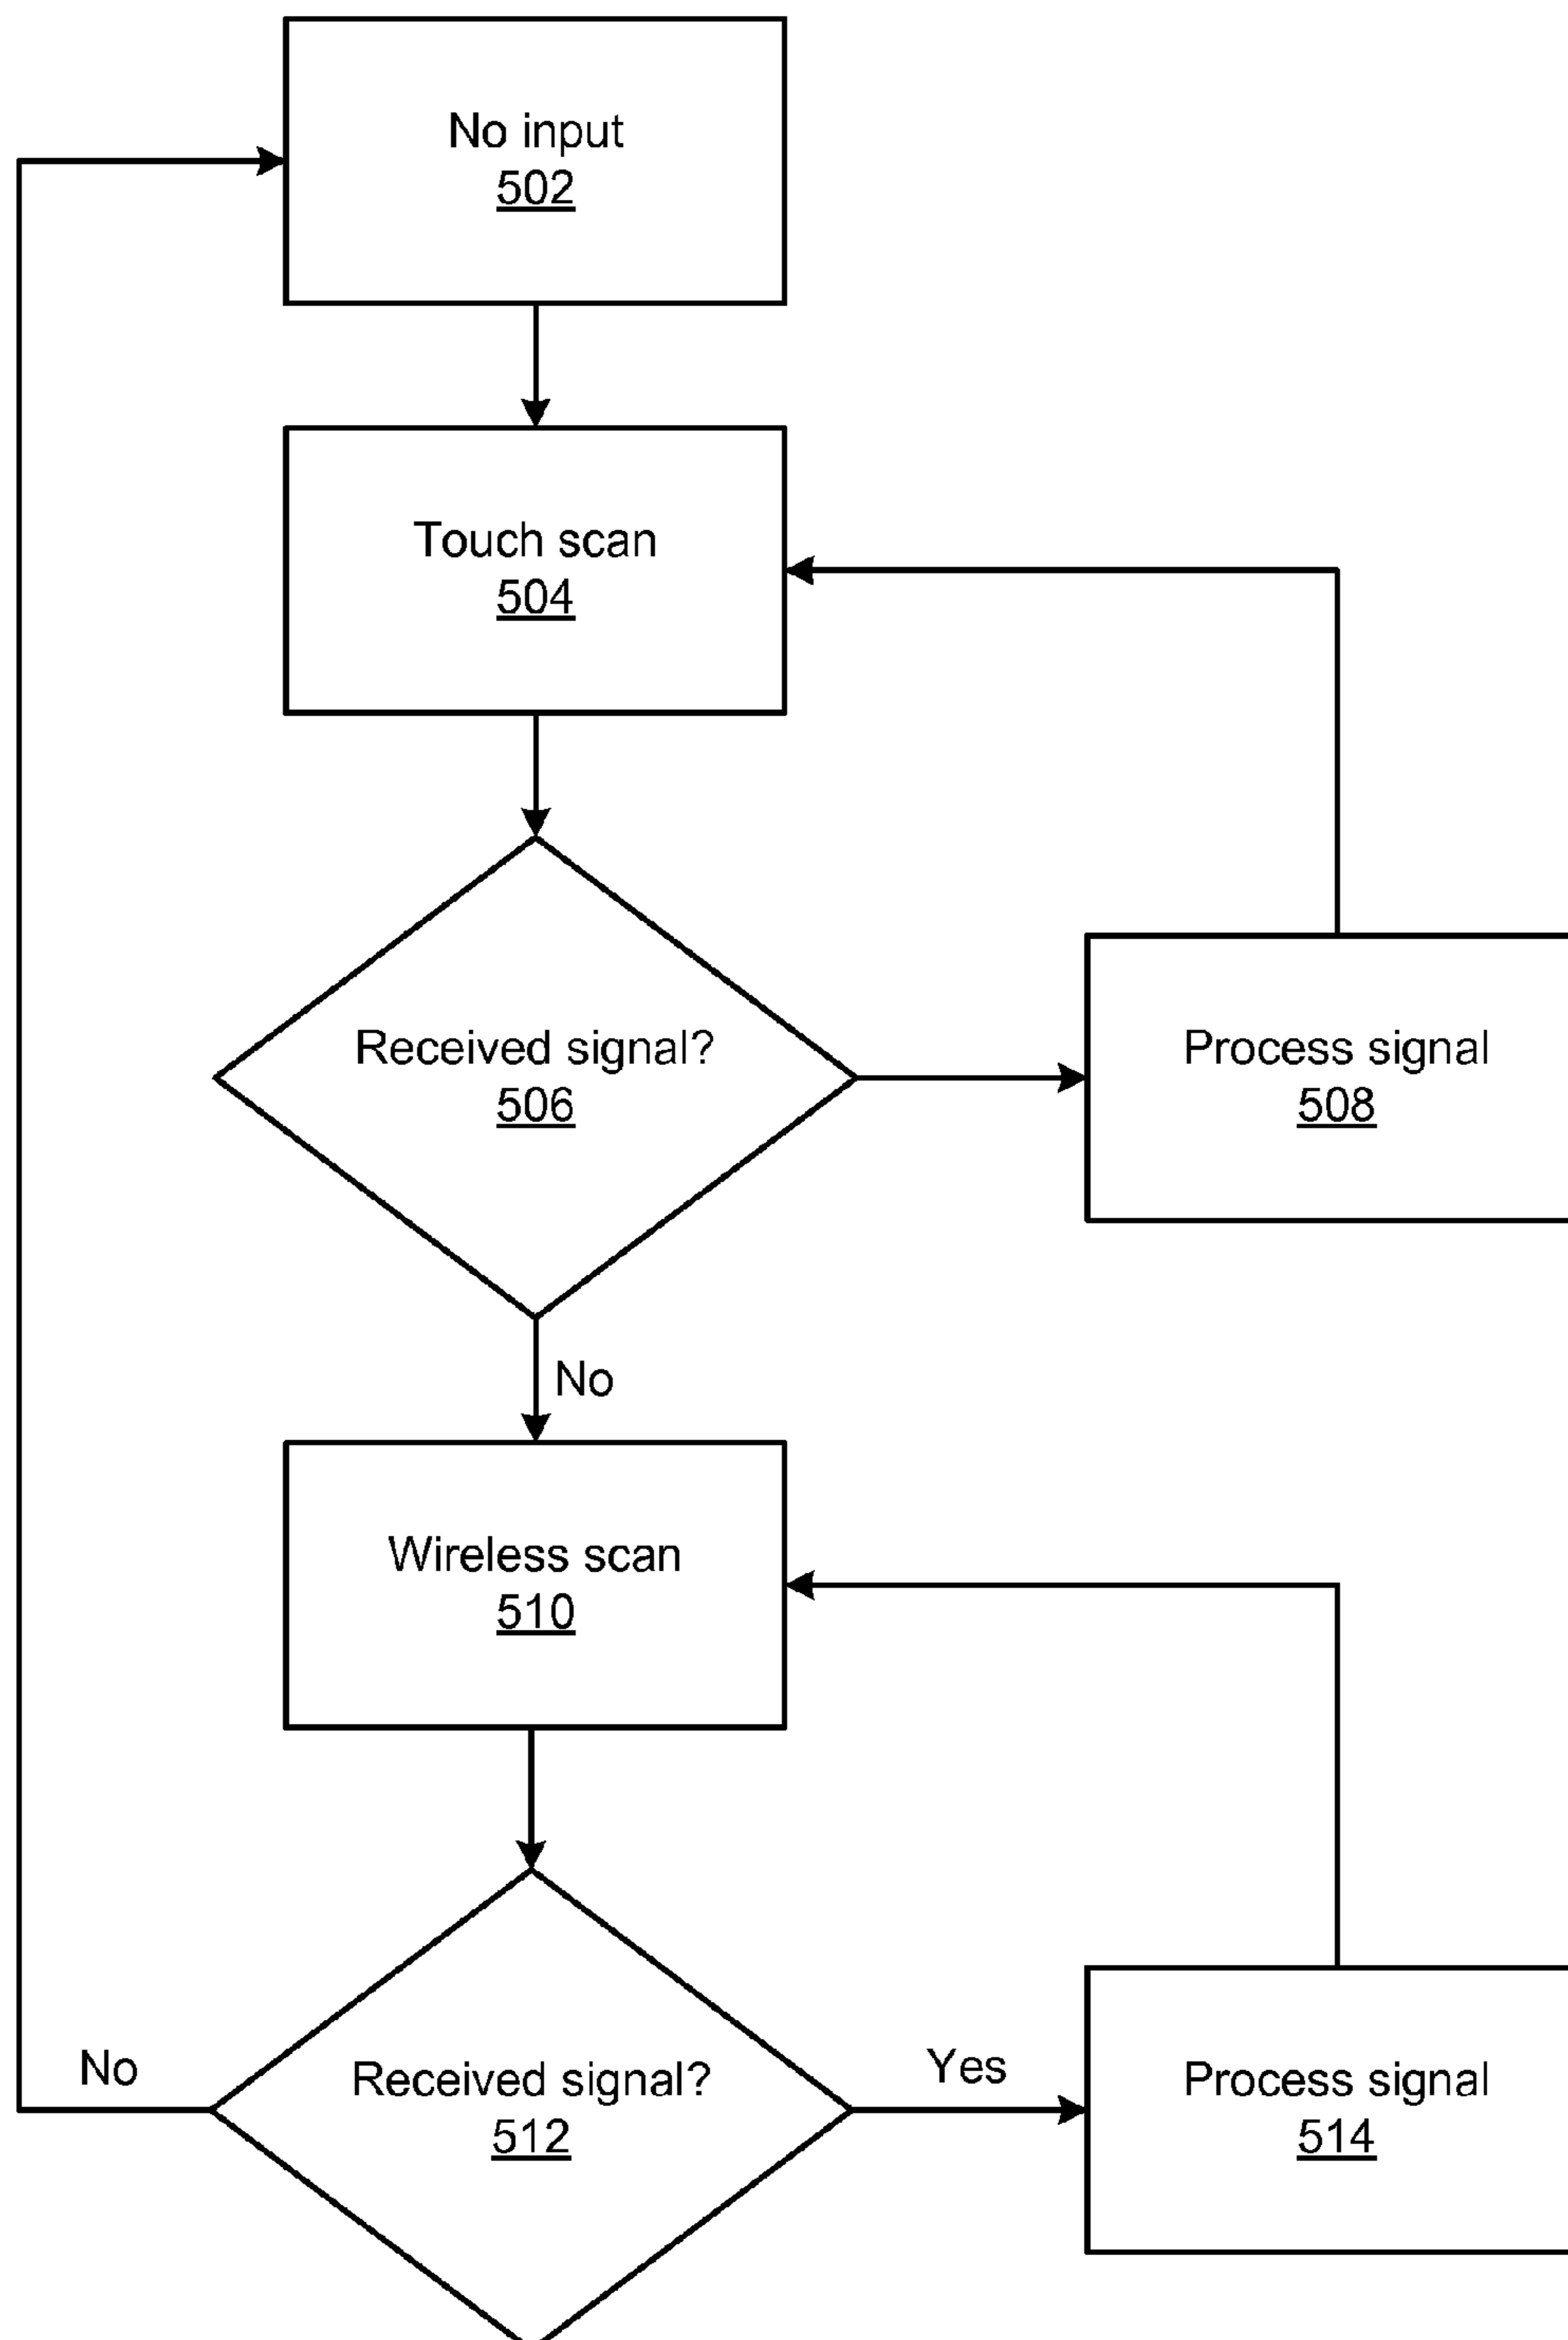 No input
502
Touch scan
504
Received signal?
506
Process signal
508
No
Wireless scan
510
No
Received signal?
512
Yes
Process signal
514